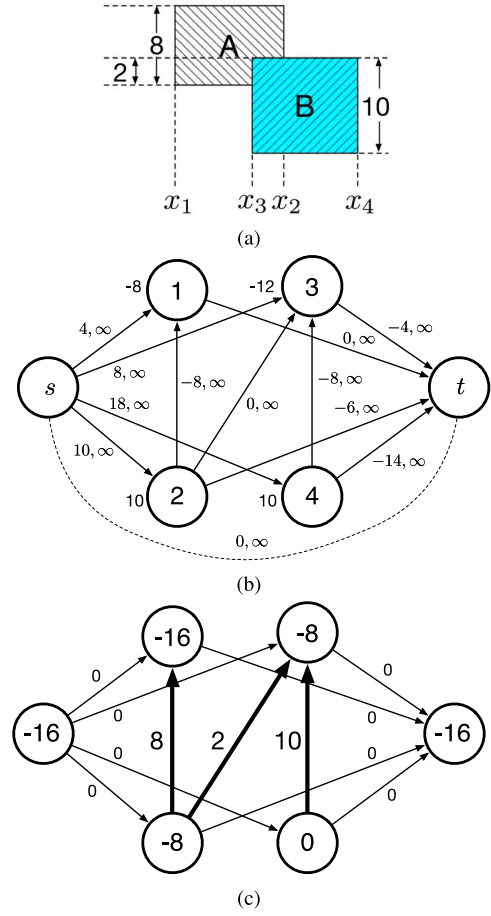 A
8
2
B
10
x₁ x₃ x₂ x₄
(a)
-8 1 -12 3
4, ∞ 0, ∞ −4, ∞
s 8, ∞ −8, ∞ −8, ∞ t
18, ∞ 0, ∞ −6, ∞
10, ∞ −14, ∞
10 2 10 4
0, ∞
(b)
-16 -8
0 0
0 0
-16 8 2 10 -16
0 0
0 0
-8 0
(c)